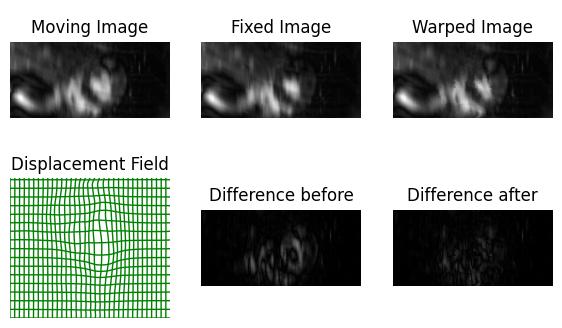 Moving Image
Fixed Image
Warped Image
Displacement Field
Difference before
Difference after